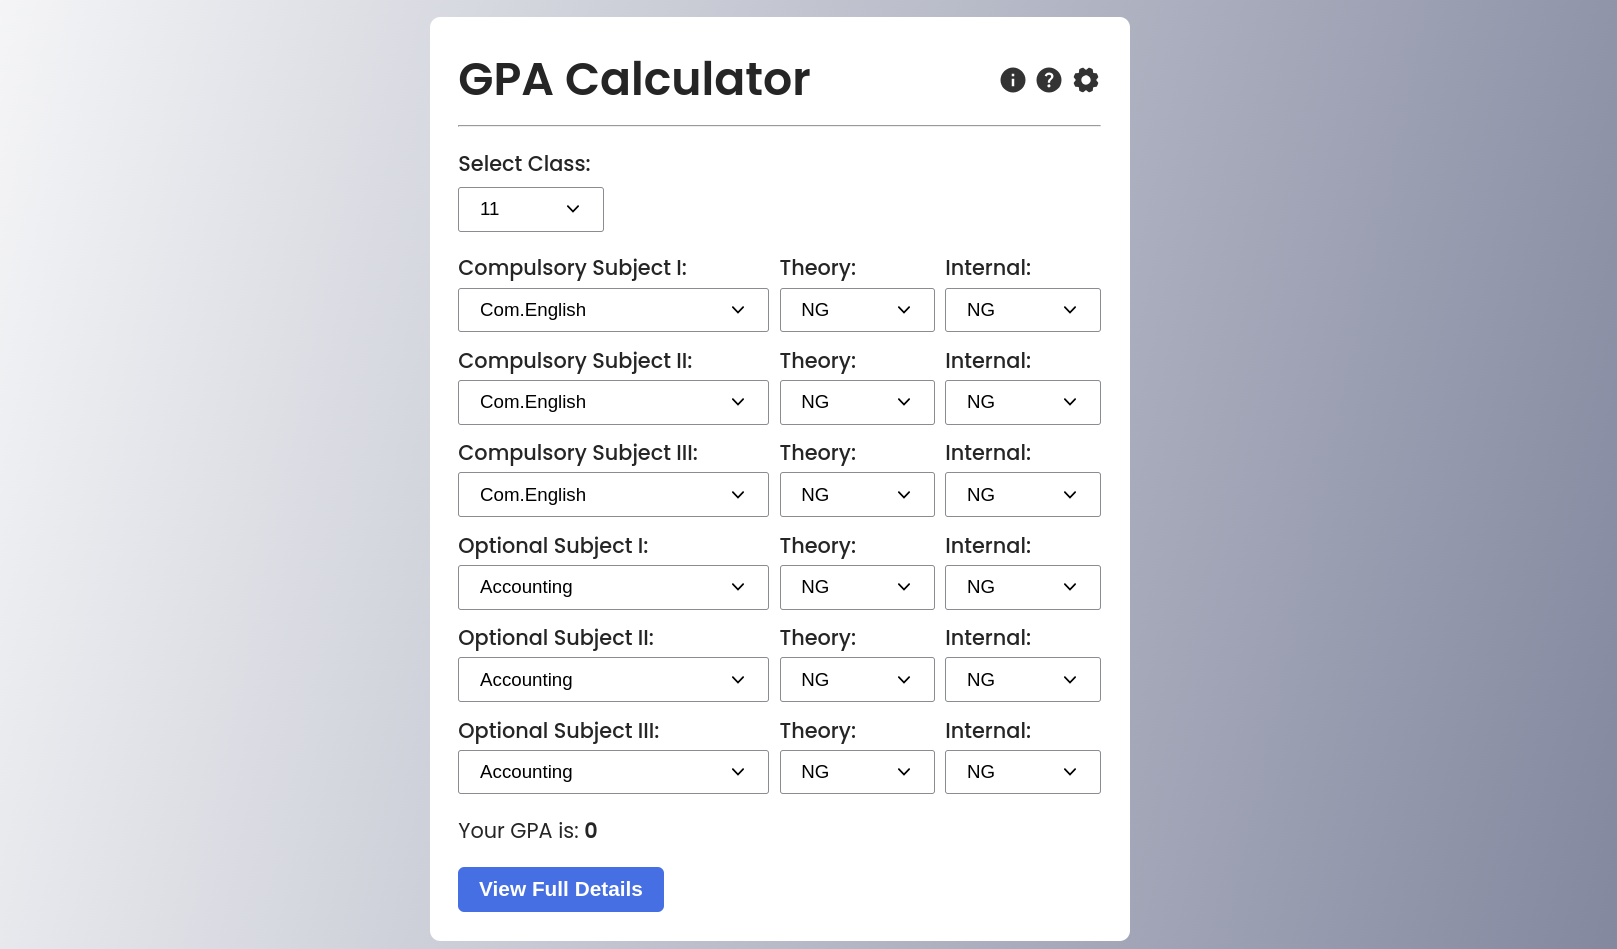 GPA Calculator
Select Class:
11
Compulsory Subject I: Theory: Internal:
Com.English NG NG
Compulsory Subject II: Theory: Internal:
Com.English NG NG
Compulsory Subject III: Theory: Internal:
Com.English NG NG
Optional Subject I: Theory: Internal:
Accounting NG NG
Optional Subject II: Theory: Internal:
Accounting NG NG
Optional Subject III: Theory: Internal:
Accounting NG NG
Your GPA is: 0
View Full Details